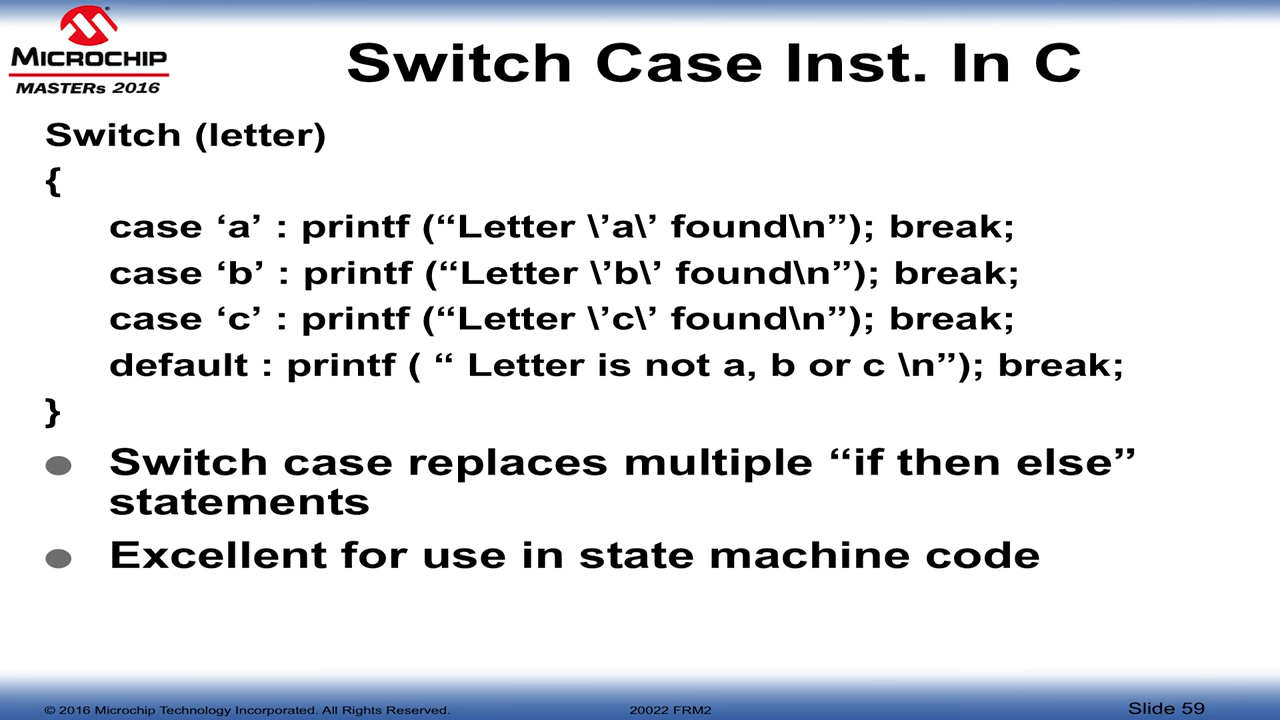 MICROCHIP
MASTERs 2016
Switch Case Inst. In C
Switch (letter)
{
case ‘a’ : printf (“Letter \’a\’ found\n”); break;
case ‘b’ : printf (“Letter \’b\’ found\n”); break;
case ‘c’ : printf (“Letter \’c\’ found\n”); break;
default : printf ( “ Letter is not a, b or c \n”); break;
}
● Switch case replaces multiple “if then else”
statements
● Excellent for use in state machine code
© 2016 Microchip Technology Incorporated. All Rights Reserved.
20022 FRM2
Slide 59